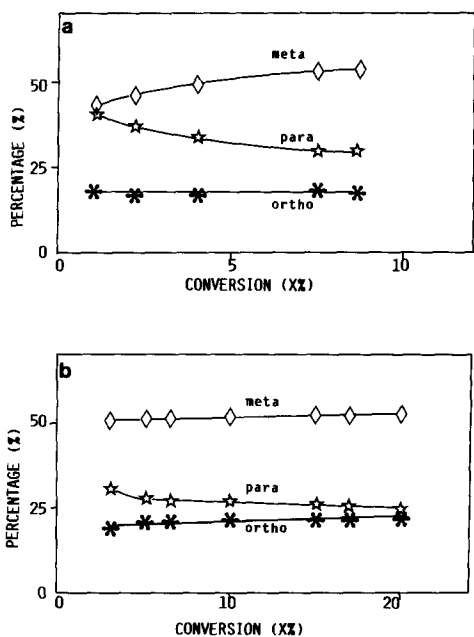 a
meta
50
para
25
ortho
0
0
5
10
PERCENTAGE (%)
CONVERSION (X%)
b
meta
50
para
25
ortho
0
0
10
20
PERCENTAGE (%)
CONVERSION (X%)